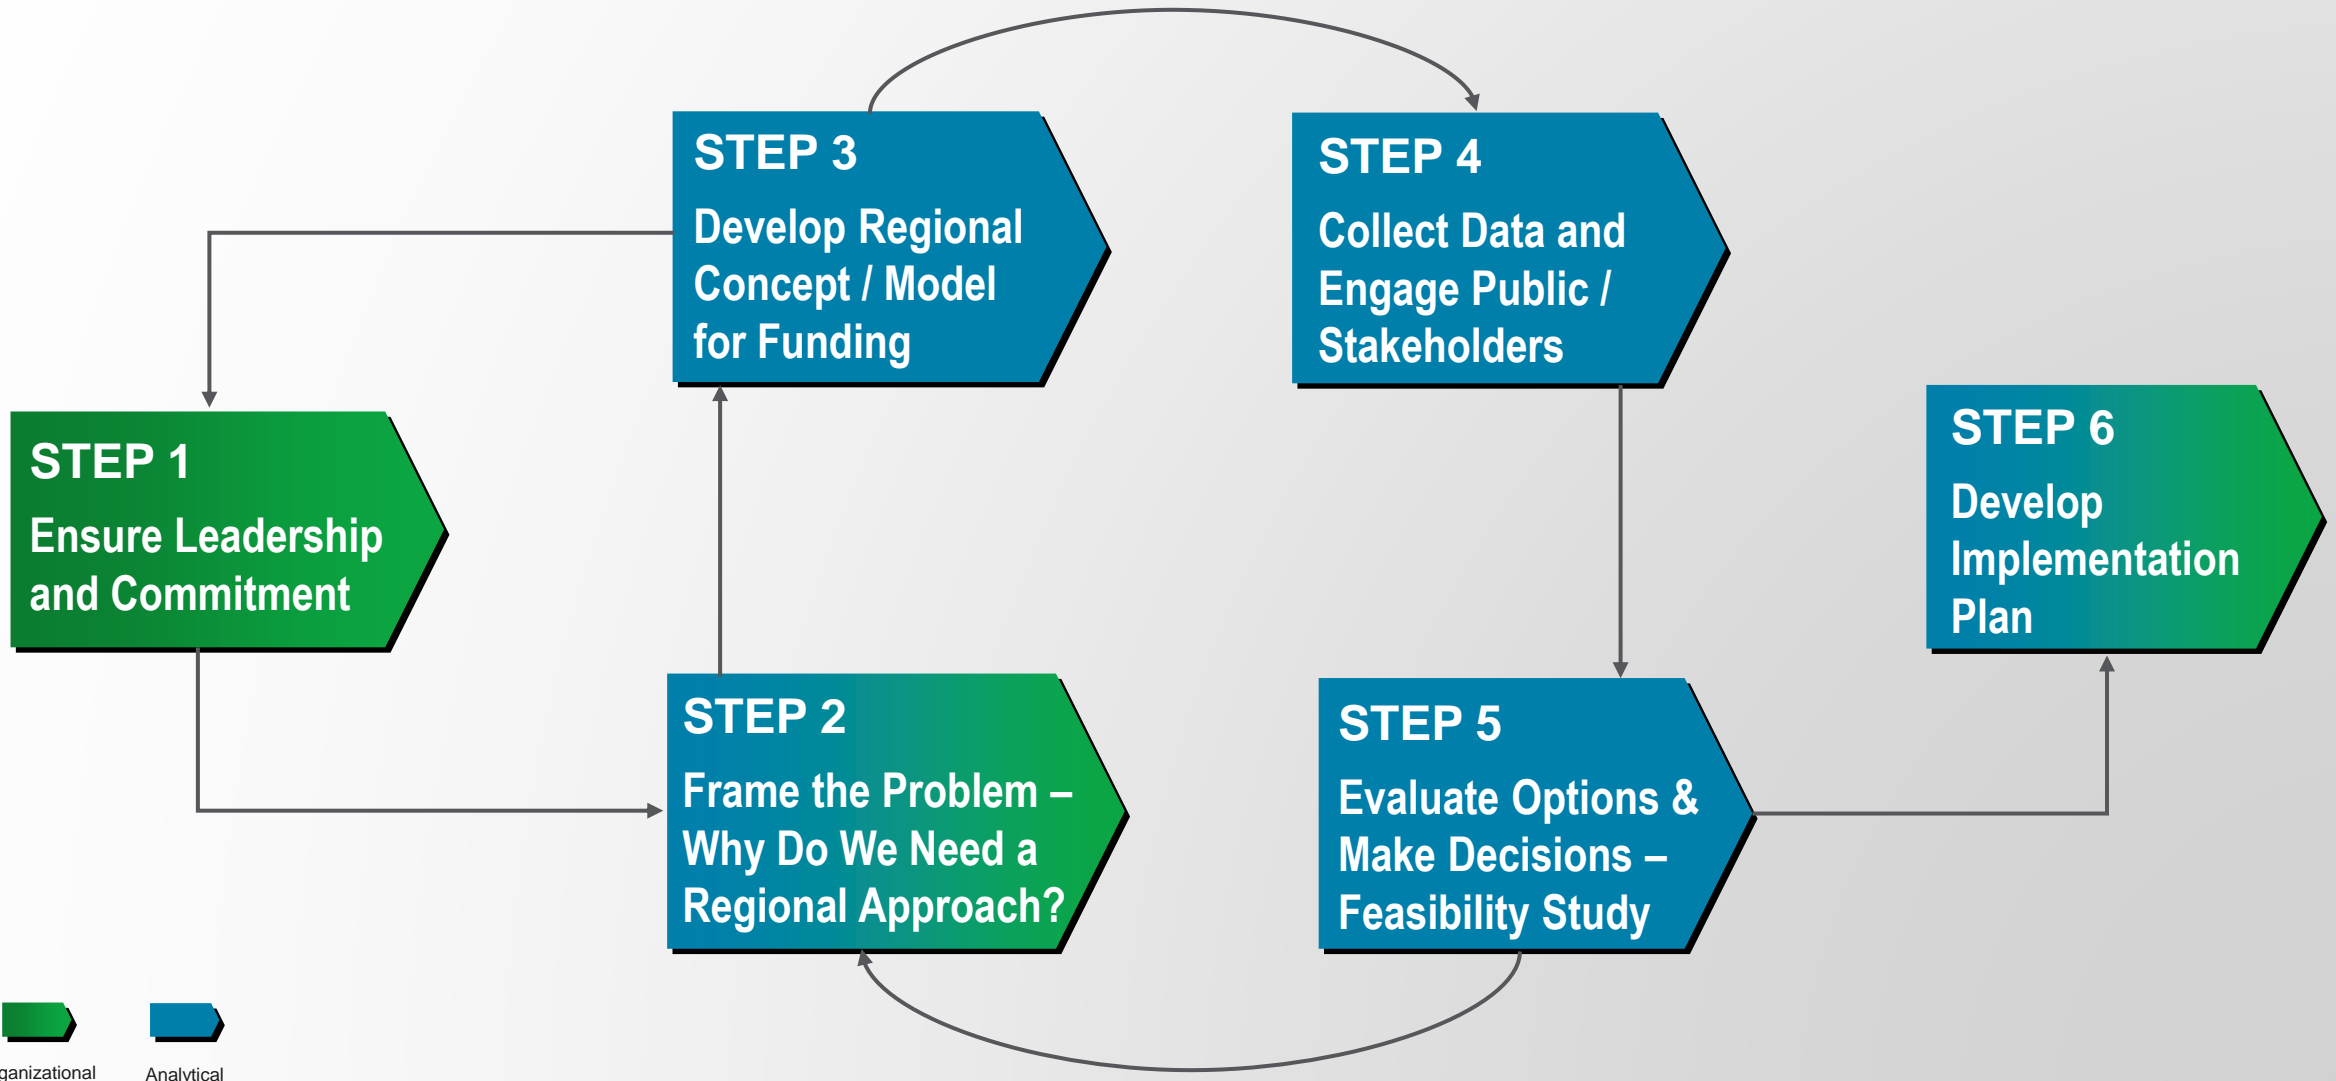 STEP 3
Develop Regional
Concept / Model
for Funding
STEP 4
Collect Data and
Engage Public /
Stakeholders
STEP 1
Ensure Leadership
and Commitment
STEP 6
Develop
Implementation
Plan
STEP 2
Frame the Problem –
Why Do We Need a
Regional Approach?
STEP 5
Evaluate Options &
Make Decisions –
Feasibility Study
ganizational
Analytical